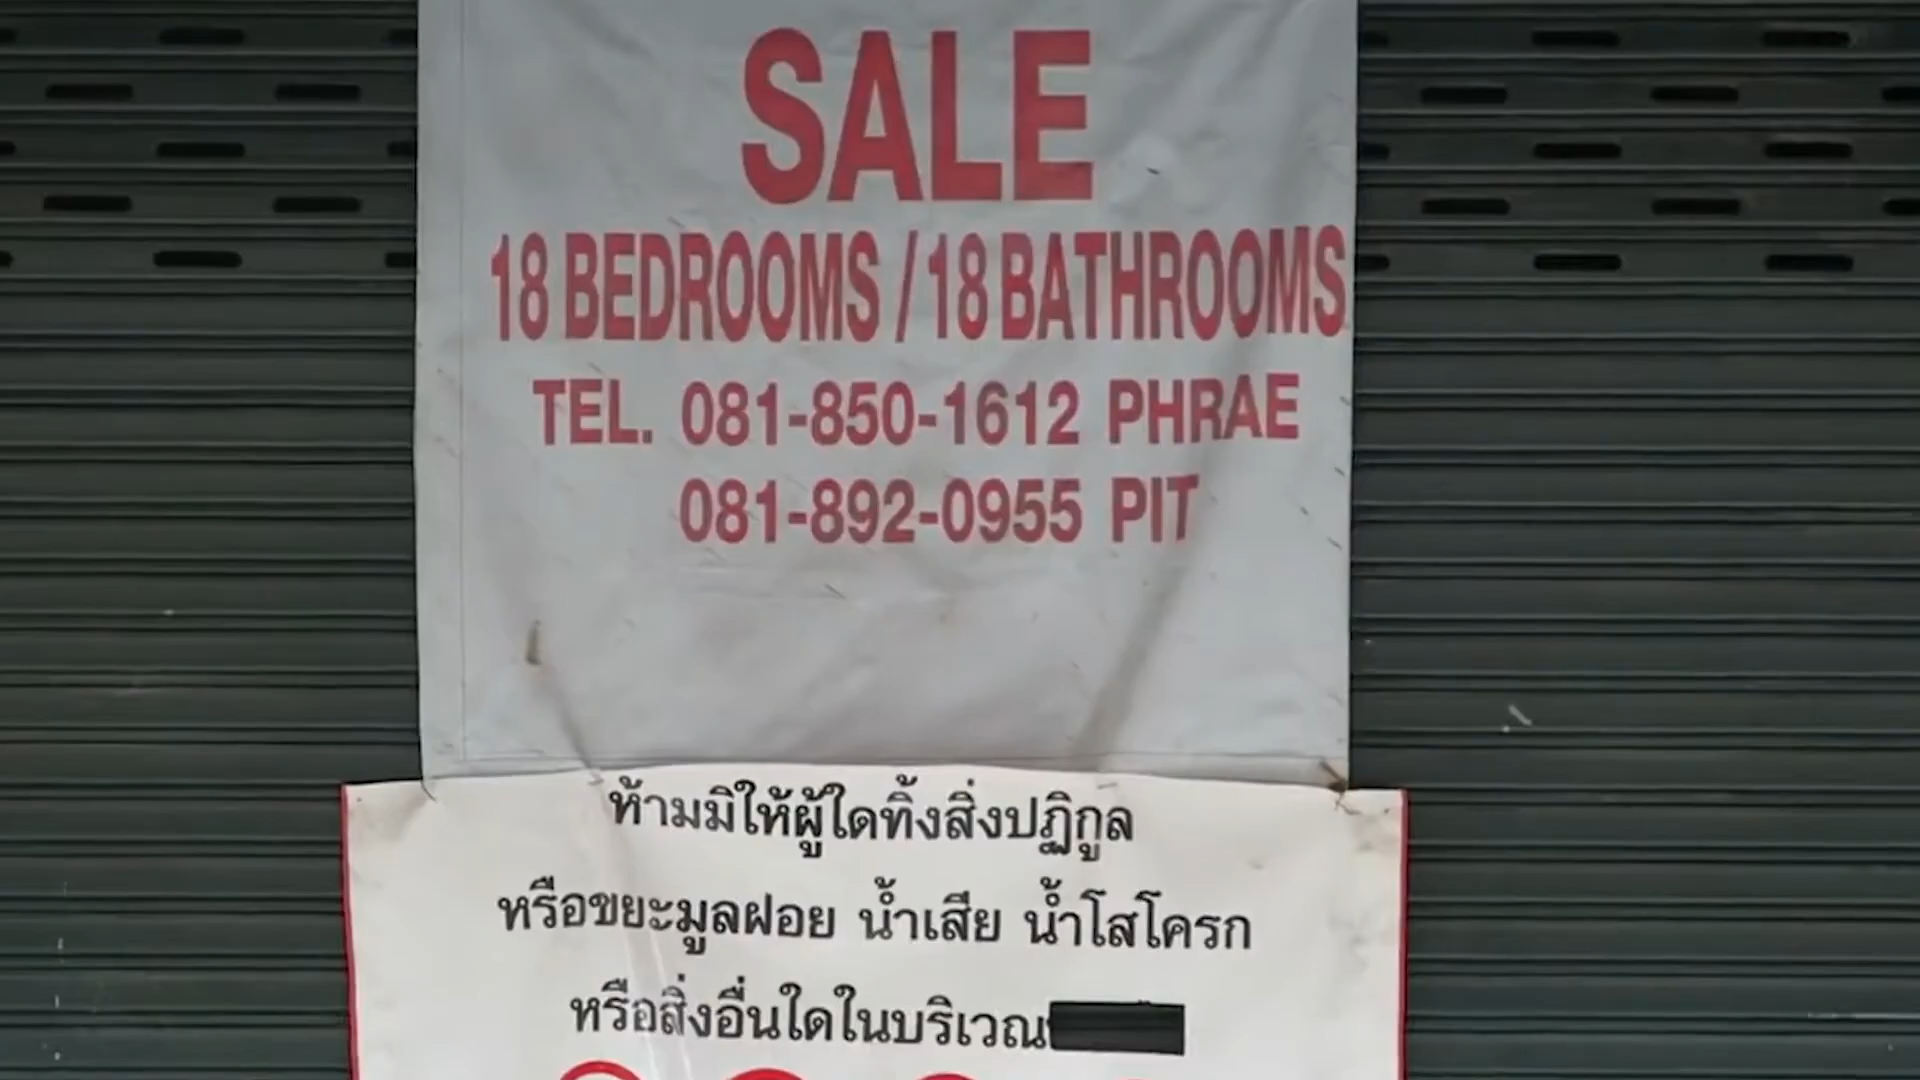 SALE
18 BEDROOMS / 18 BATHROOMS
TEL. 081-850-1612 PHRAE
081-892-0955 PIT
ห้ามมิให้ผู้ใดทิ้งสิ่งปฏิกูล
หรือขยะมูลฝอย น้ำเสีย น้ำโสโครก
หรือสิ่งอื่นใดในบริเวณ